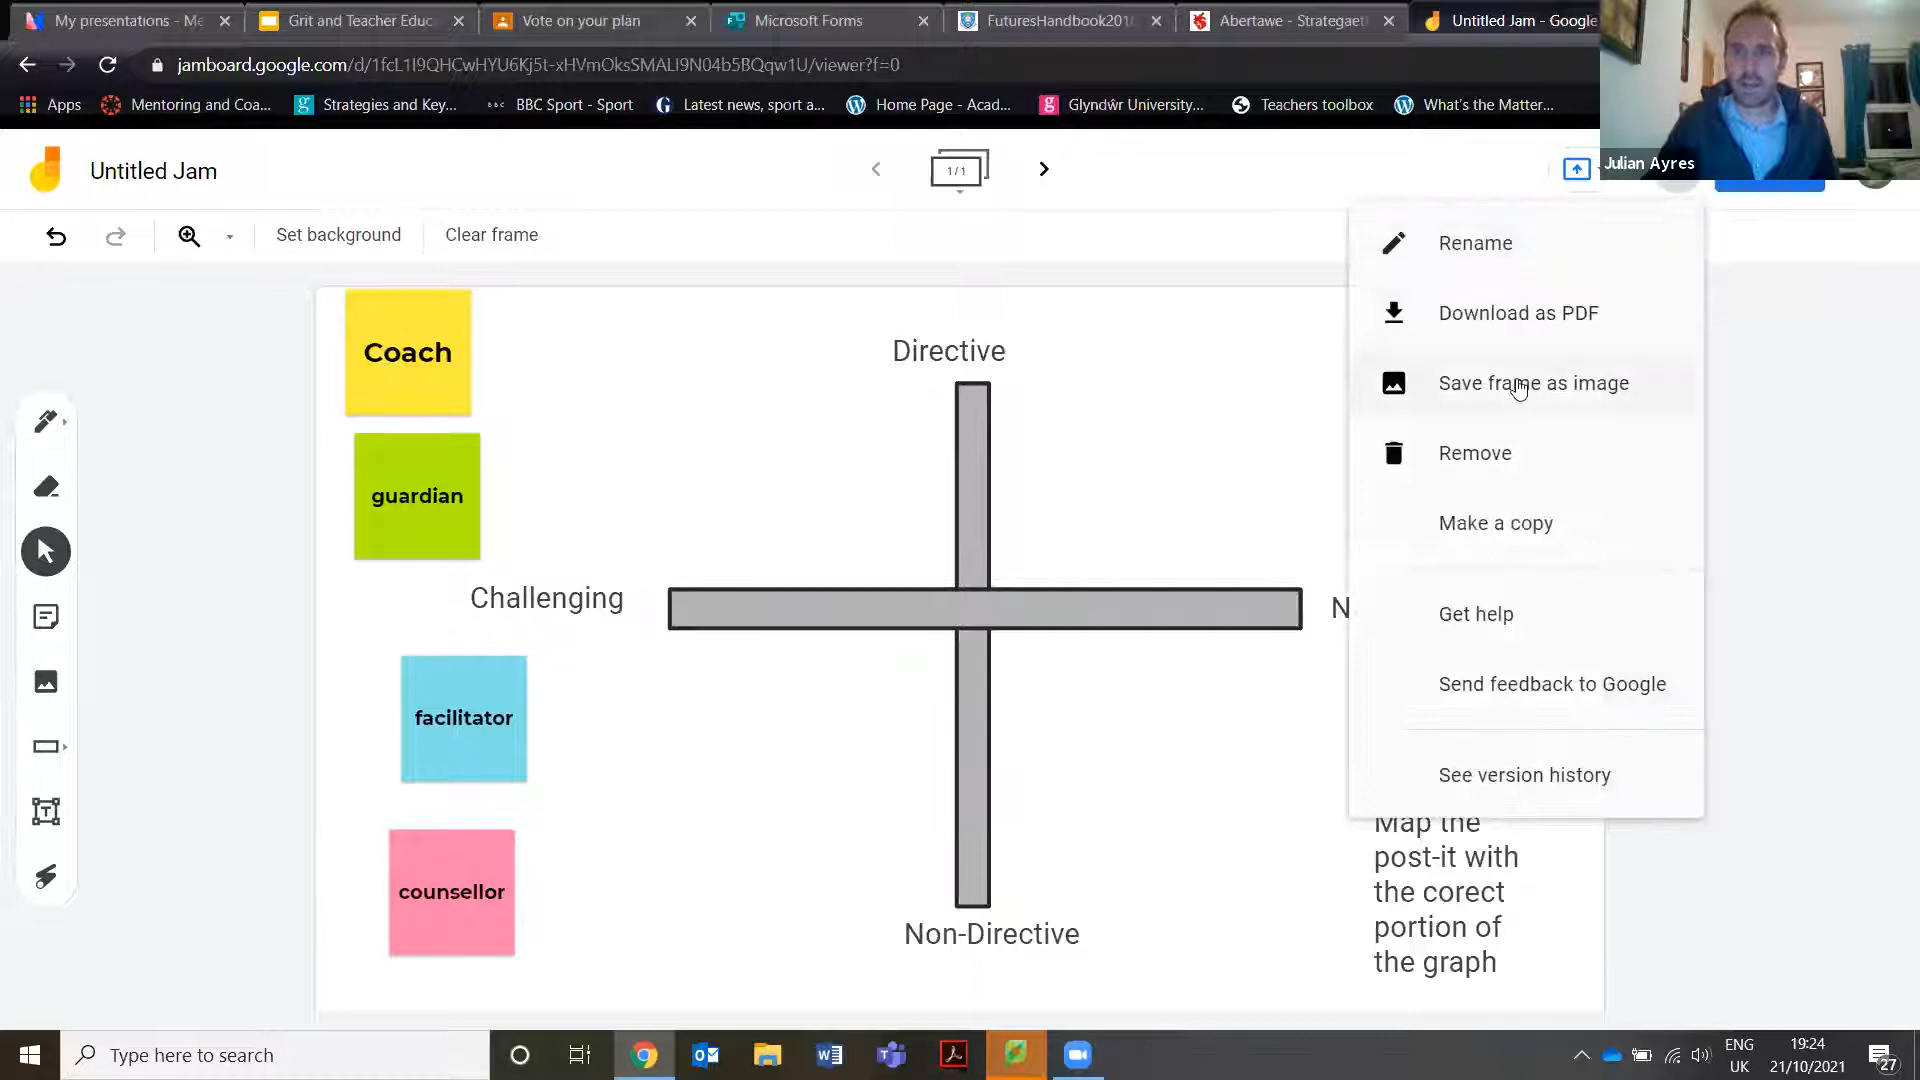 My presentations - Me
Grit and Teacher Educ
Vote on your plan
Microsoft Forms
FuturesHandbook201
Abertawe - Strategaeth
Untitled Jam - Google
jamboard.google.com/d/1fcL1I9QHCwHYU6Kj5t-xHVmOksSMALI9N04b5BQqw1U/viewer?f=0
Apps
Mentoring and Coa...
Strategies and Key...
BBC Sport - Sport
Latest news, sport a...
Home Page - Acad...
Glyndŵr University...
Teachers toolbox
What's the Matter...
Julian Ayres
Untitled Jam
1 / 1
Set background
Clear frame
Rename
Download as PDF
Save frame as image
Remove
Make a copy
Get help
Send feedback to Google
See version history
Coach
guardian
facilitator
counsellor
Directive
Challenging
N
Non-Directive
Map the
post-it with
the corect
portion of
the graph
Type here to search
ENG
UK
19:24
21/10/2021
27